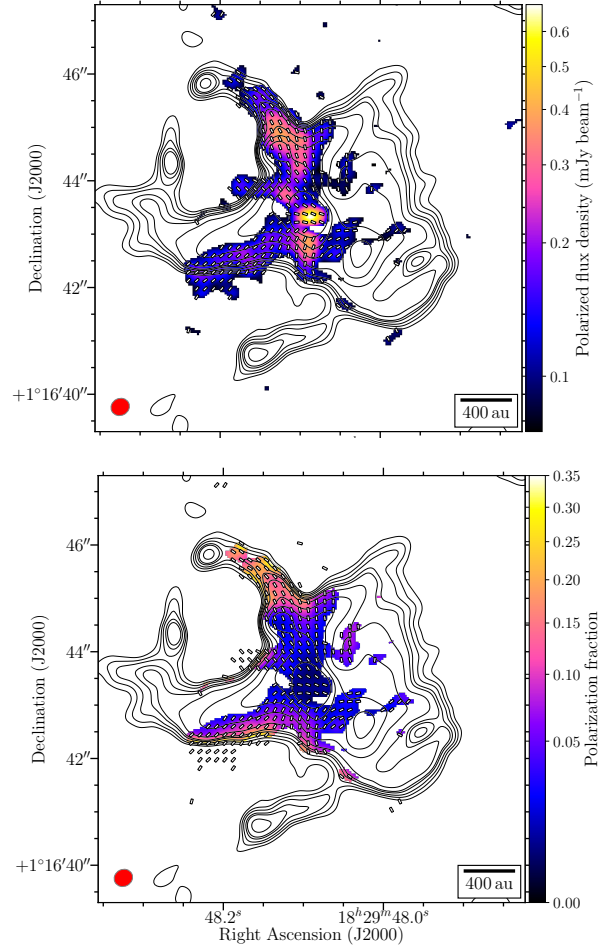 46″
44″
42″
+1°16′40″
Declination (J2000)
400 au
0.6
0.5
0.4
0.3
0.2
0.1
Polarized flux density (mJy beam⁻¹)
46″
44″
42″
+1°16′40″
Declination (J2000)
400 au
0.35
0.30
0.25
0.20
0.15
0.10
0.05
0.00
Polarization fraction
48.2ˢ
18ʰ29ᵐ48.0ˢ
Right Ascension (J2000)